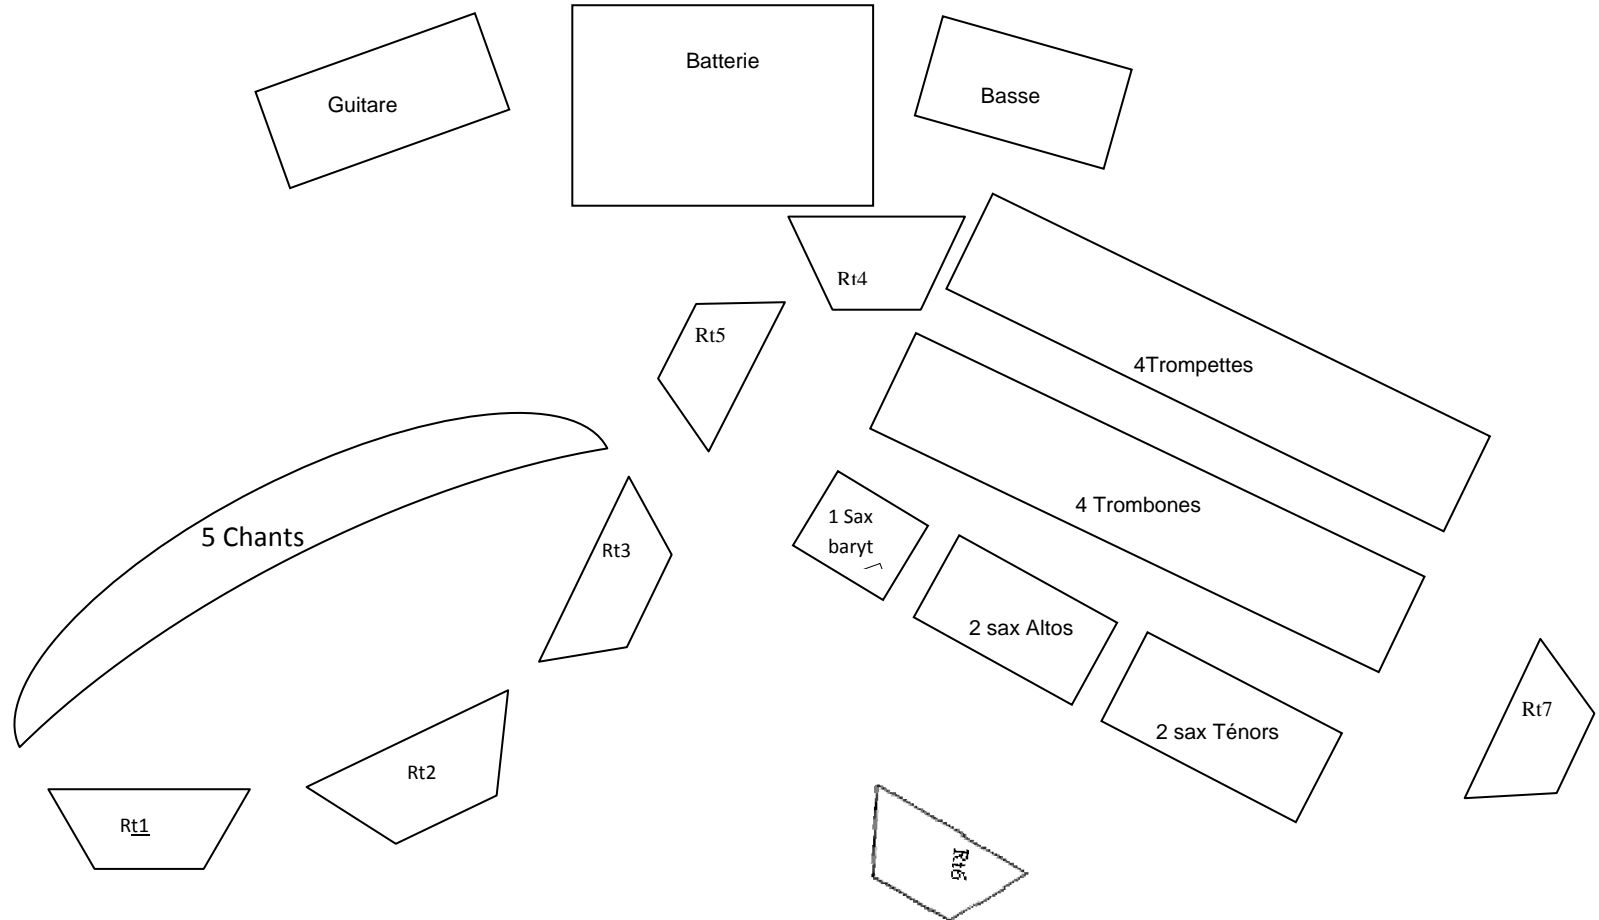 Batterie
Guitare
Basse
Rt4
Rt5
4Trompettes
4 Trombones
1 Sax
baryt
5 Chants
Rt3
2 sax Altos
Rt7
2 sax Ténors
Rt2
Rt1
Rt6